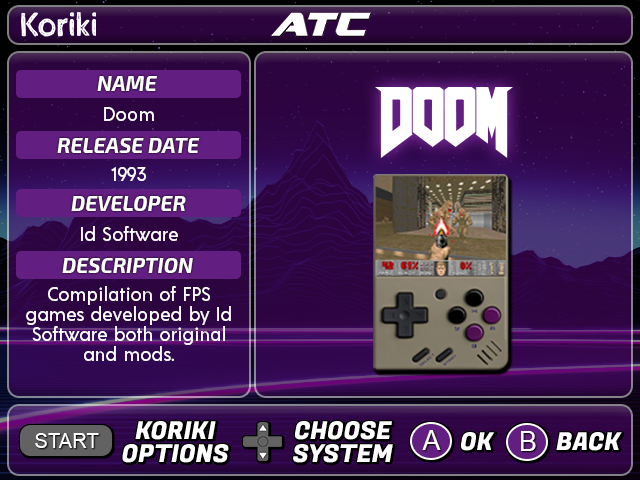 Koriki
ATC
NAME
Doom
RELEASE DATE
1993
DEVELOPER
Id Software
DESCRIPTION
Compilation of FPS
games developed by Id
Software both original
and mods.
DOOM
START
KORIKI
OPTIONS
CHOOSE
SYSTEM
A
OK
B
BACK